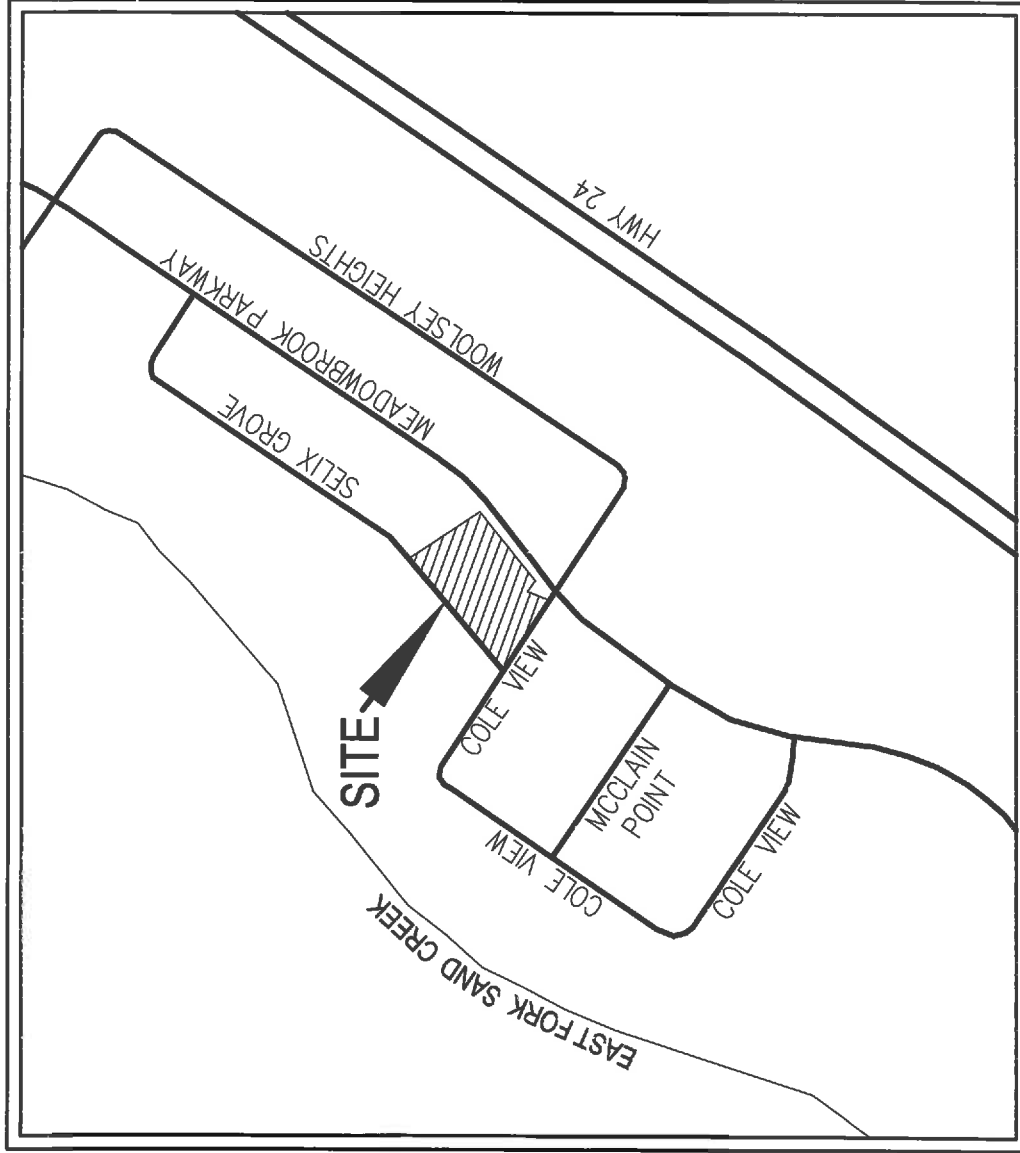 HWY 24
WOOLSEY HEIGHTS
MEADOWBROOK PARKWAY
SELIX GROVE
SITE
COLE VIEW
MCCLAIN
POINT
COLE VIEW
COLE VIEW
EAST FORK SAND CREEK